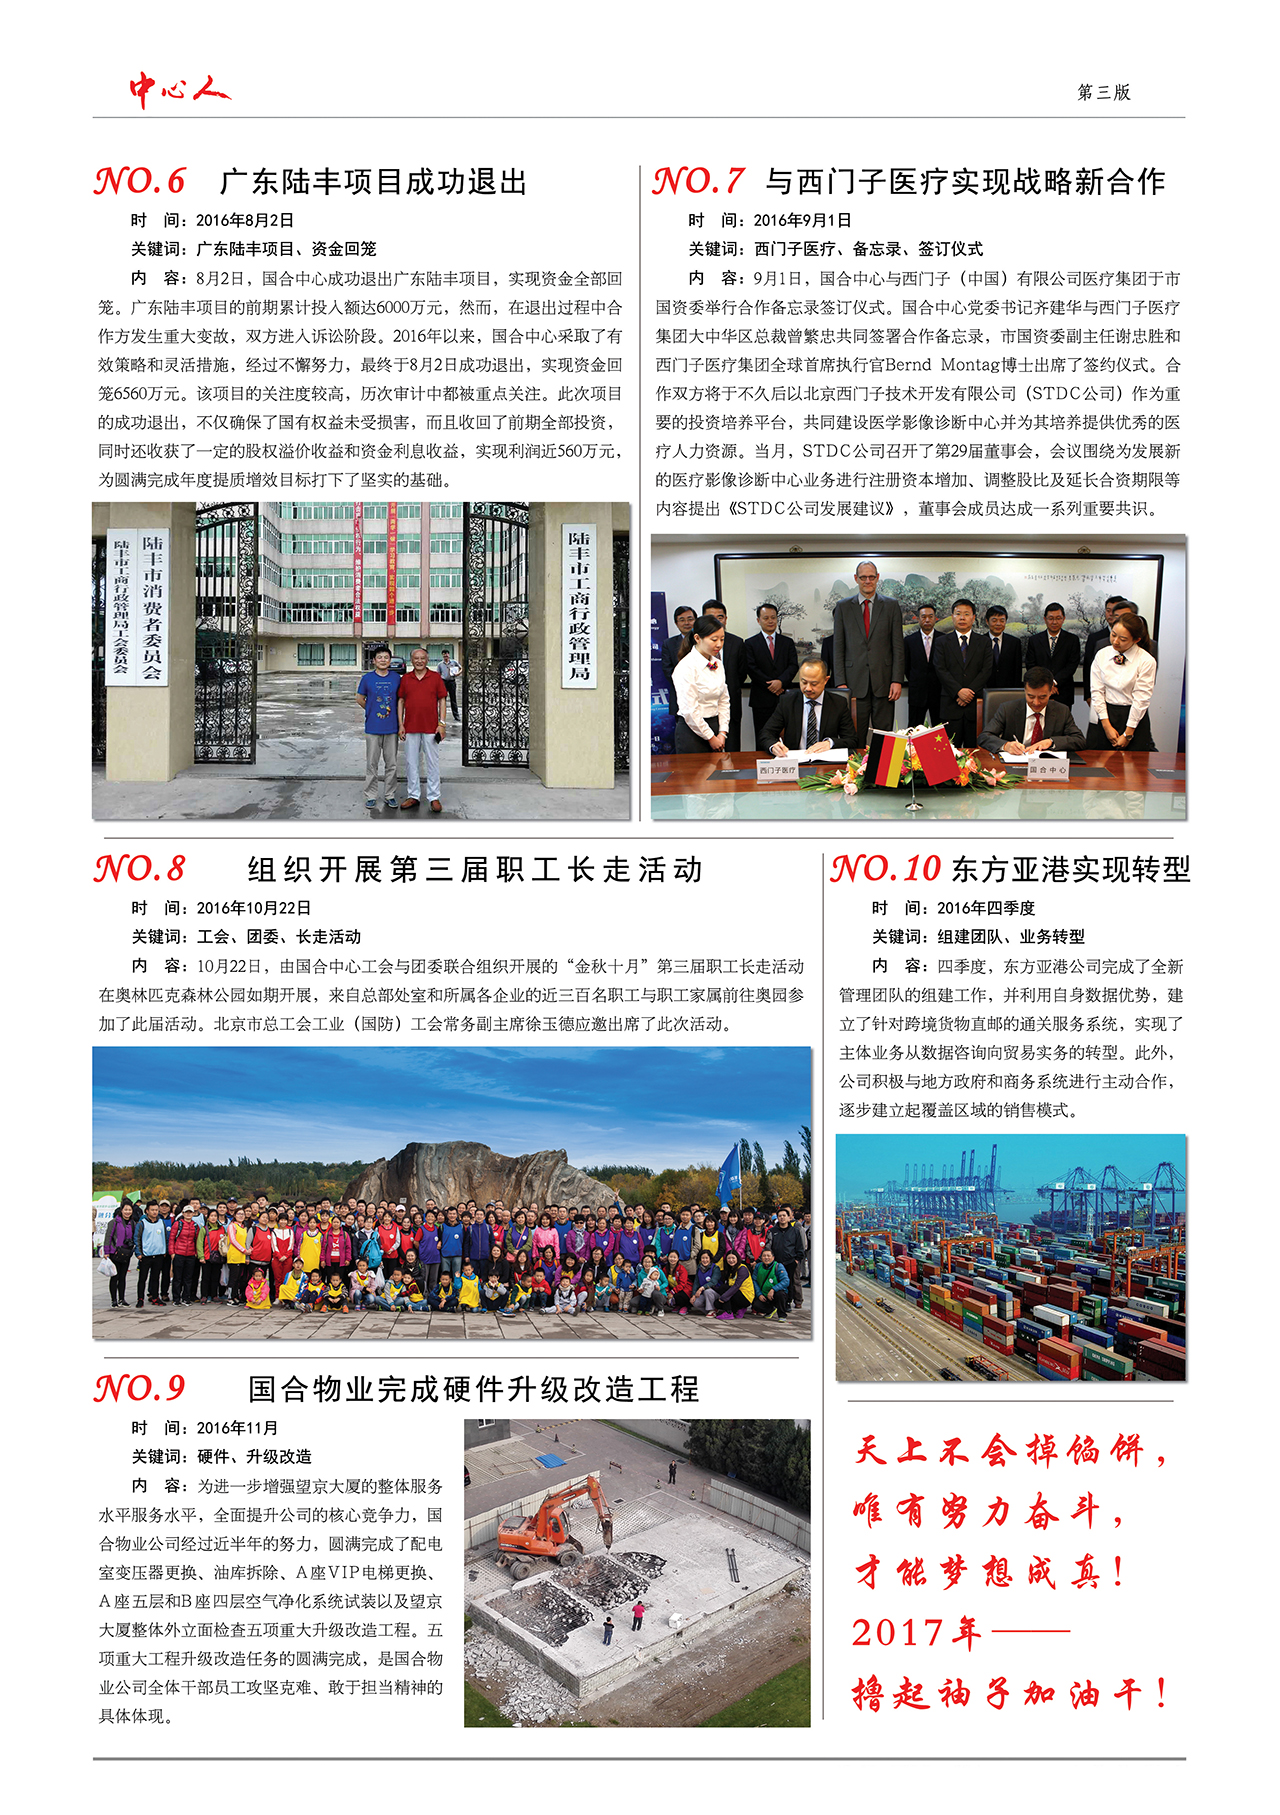 中心人
第三版
NO.6 广东陆丰项目成功退出
时 间：2016年8月2日
关键词：广东陆丰项目、资金回笼
内 容：8月2日，国合中心成功退出广东陆丰项目，实现资金全部回
笼。广东陆丰项目的前期累计投入额达6000万元，然而，在退出过程中合
作方发生重大变故，双方进入诉讼阶段。2016年以来，国合中心采取了有
效策略和灵活措施，经过不懈努力，最终于8月2日成功退出，实现资金回
笼6560万元。该项目的关注度较高，历次审计中都被重点关注。此次项目
的成功退出，不仅确保了国有权益未受损害，而且收回了前期全部投资，
同时还收获了一定的股权溢价收益和资金利息收益，实现利润近560万元，
为圆满完成年度提质增效目标打下了坚实的基础。
陆丰市工商行政管理局工会委员会
陆丰市消费者委员会
陆丰市工商行政管理局
NO.7 与西门子医疗实现战略新合作
时 间：2016年9月1日
关键词：西门子医疗、备忘录、签订仪式
内 容：9月1日，国合中心与西门子（中国）有限公司医疗集团于市
国资委举行合作备忘录签订仪式。国合中心党委书记齐建华与西门子医疗
集团大中华区总裁曾繁忠共同签署合作备忘录，市国资委副主任谢忠胜和
西门子医疗集团全球首席执行官Bernd Montag博士出席了签约仪式。合
作双方将于不久后以北京西门子技术开发有限公司（STDC公司）作为重
要的投资培养平台，共同建设医学影像诊断中心并为其培养提供优秀的医
疗人力资源。当月，STDC公司召开了第29届董事会，会议围绕为发展新
的医疗影像诊断中心业务进行注册资本增加、调整股比及延长合资期限等
内容提出《STDC公司发展建议》，董事会成员达成一系列重要共识。
西门子医疗
国合中心
NO.8 组织开展第三届职工长走活动
时 间：2016年10月22日
关键词：工会、团委、长走活动
内 容：10月22日，由国合中心工会与团委联合组织开展的“金秋十月”第三届职工长走活动
在奥林匹克森林公园如期开展，来自总部处室和所属各企业的近三百名职工与职工家属前往奥园参
加了此届活动。北京市总工会工业（国防）工会常务副主席徐玉德应邀出席了此次活动。
NO.9 国合物业完成硬件升级改造工程
时 间：2016年11月
关键词：硬件、升级改造
内 容：为进一步增强望京大厦的整体服务
水平服务水平，全面提升公司的核心竞争力，国
合物业公司经过近半年的努力，圆满完成了配电
室变压器更换、油库拆除、A座VIP电梯更换、
A座五层和B座四层空气净化系统试装以及望京
大厦整体外立面检查五项重大升级改造工程。五
项重大工程升级改造任务的圆满完成，是国合物
业公司全体干部员工攻坚克难、敢于担当精神的
具体体现。
NO.10 东方亚港实现转型
时 间：2016年四季度
关键词：组建团队、业务转型
内 容：四季度，东方亚港公司完成了全新
管理团队的组建工作，并利用自身数据优势，建
立了针对跨境货物直邮的通关服务系统，实现了
主体业务从数据咨询向贸易实务的转型。此外，
公司积极与地方政府和商务系统进行主动合作，
逐步建立起覆盖区域的销售模式。
天上不会掉馅饼，
唯有努力奋斗，
才能梦想成真！
2017年——
撸起袖子加油干！